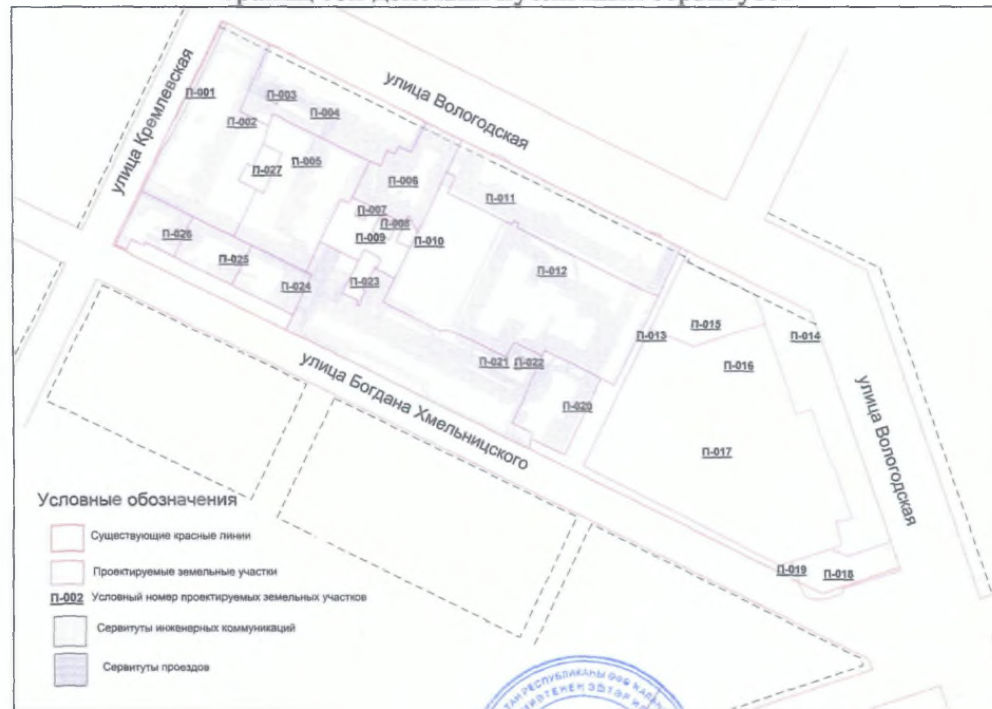 улица Кремлевская
улица Вологодская
П-001
П-003
П-004
П-002
П-005
П-027
П-006
П-011
П-007
П-008
П-009
П-010
П-012
П-026
П-025
П-024
П-023
П-013
П-015
П-014
П-016
П-021
П-022
П-020
П-017
улица Богдана Хмельницского
улица Вологодская
П-019
П-018
Условные обозначения
Существующие красные линии
Проектируемые земельные участки
П-002 Условный номер проектируемых земельных участков
Сервитуты инженерных коммуникаций
Сервитуты проездов